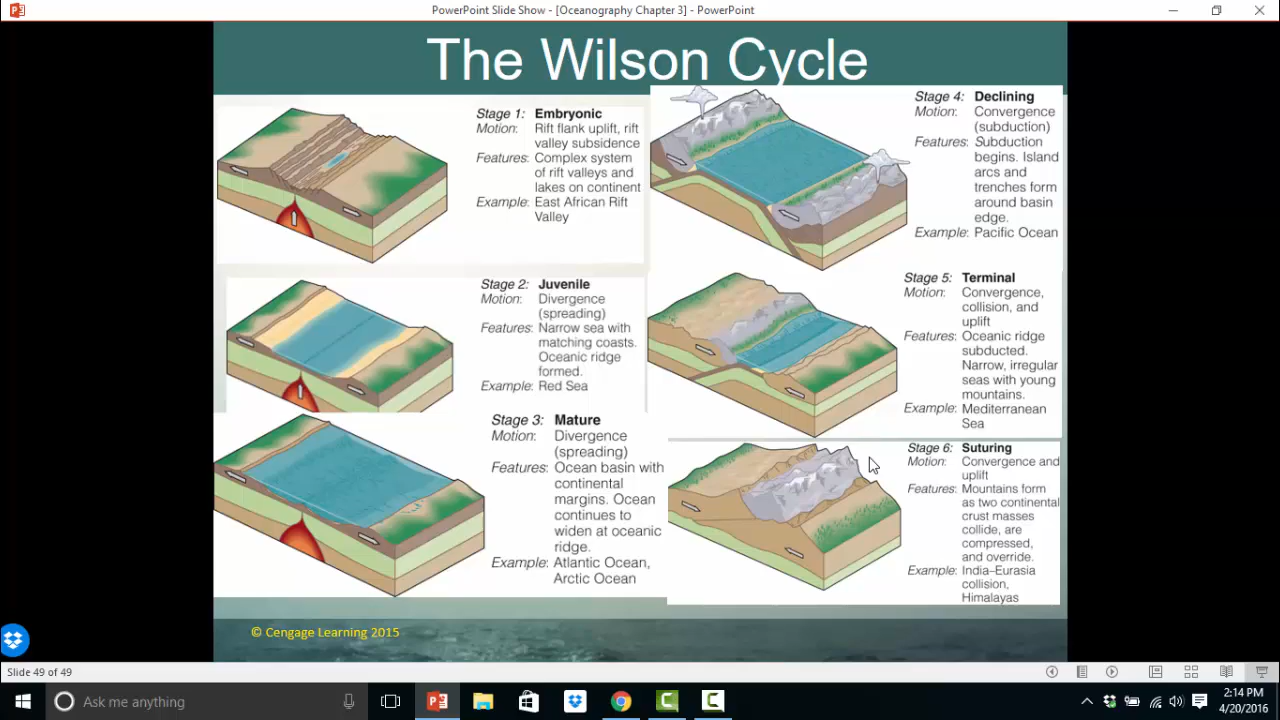 PowerPoint Slide Show - [Oceanography Chapter 3] - PowerPoint
The Wilson Cycle
Stage 1: Embryonic
Motion: Rift flank uplift, rift
valley subsidence
Features: Complex system
of rift valleys and
lakes on continent
Example: East African Rift
Valley
Stage 2: Juvenile
Motion: Divergence
(spreading)
Features: Narrow sea with
matching coasts.
Oceanic ridge
formed.
Example: Red Sea
Stage 3: Mature
Motion: Divergence
(spreading)
Features: Ocean basin with
continental
margins. Ocean
continues to
widen at oceanic
ridge.
Example: Atlantic Ocean,
Arctic Ocean
Stage 4: Declining
Motion: Convergence
(subduction)
Features: Subduction
begins. Island
arcs and
trenches form
around basin
edge.
Example: Pacific Ocean
Stage 5: Terminal
Motion: Convergence,
collision, and
uplift
Features: Oceanic ridge
subducted.
Narrow, irregular
seas with young
mountains.
Example: Mediterranean
Sea
Stage 6: Suturing
Motion: Convergence and
uplift
Features: Mountains form
as two continental
crust masses
collide, are
compressed,
and override.
Example: India–Eurasia
collision,
Himalayas
© Cengage Learning 2015
Slide 49 of 49
Ask me anything
2:14 PM
4/20/2016